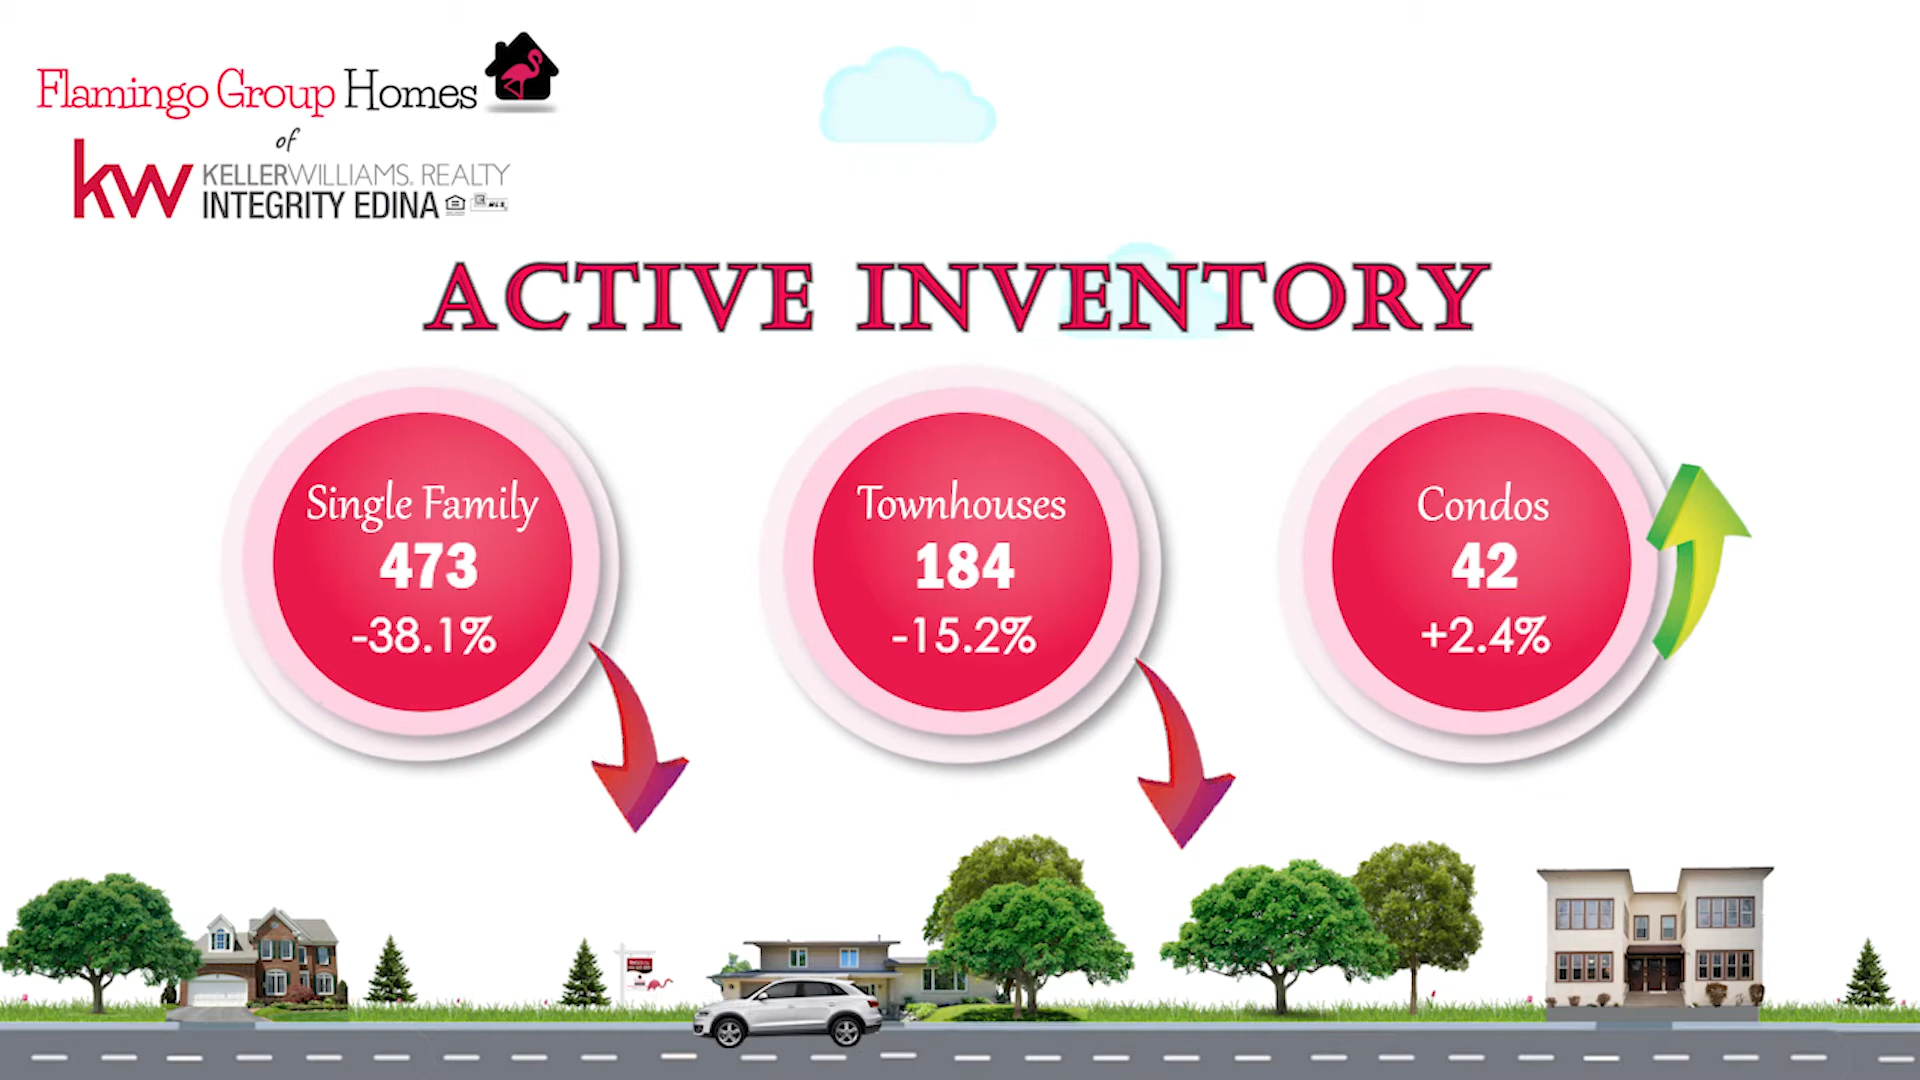 Flamingo Group Homes
of
kw KELLERWILLIAMS. REALTY
INTEGRITY EDINA
ACTIVE INVENTORY
Single Family
473
-38.1%
Townhouses
184
-15.2%
Condos
42
+2.4%